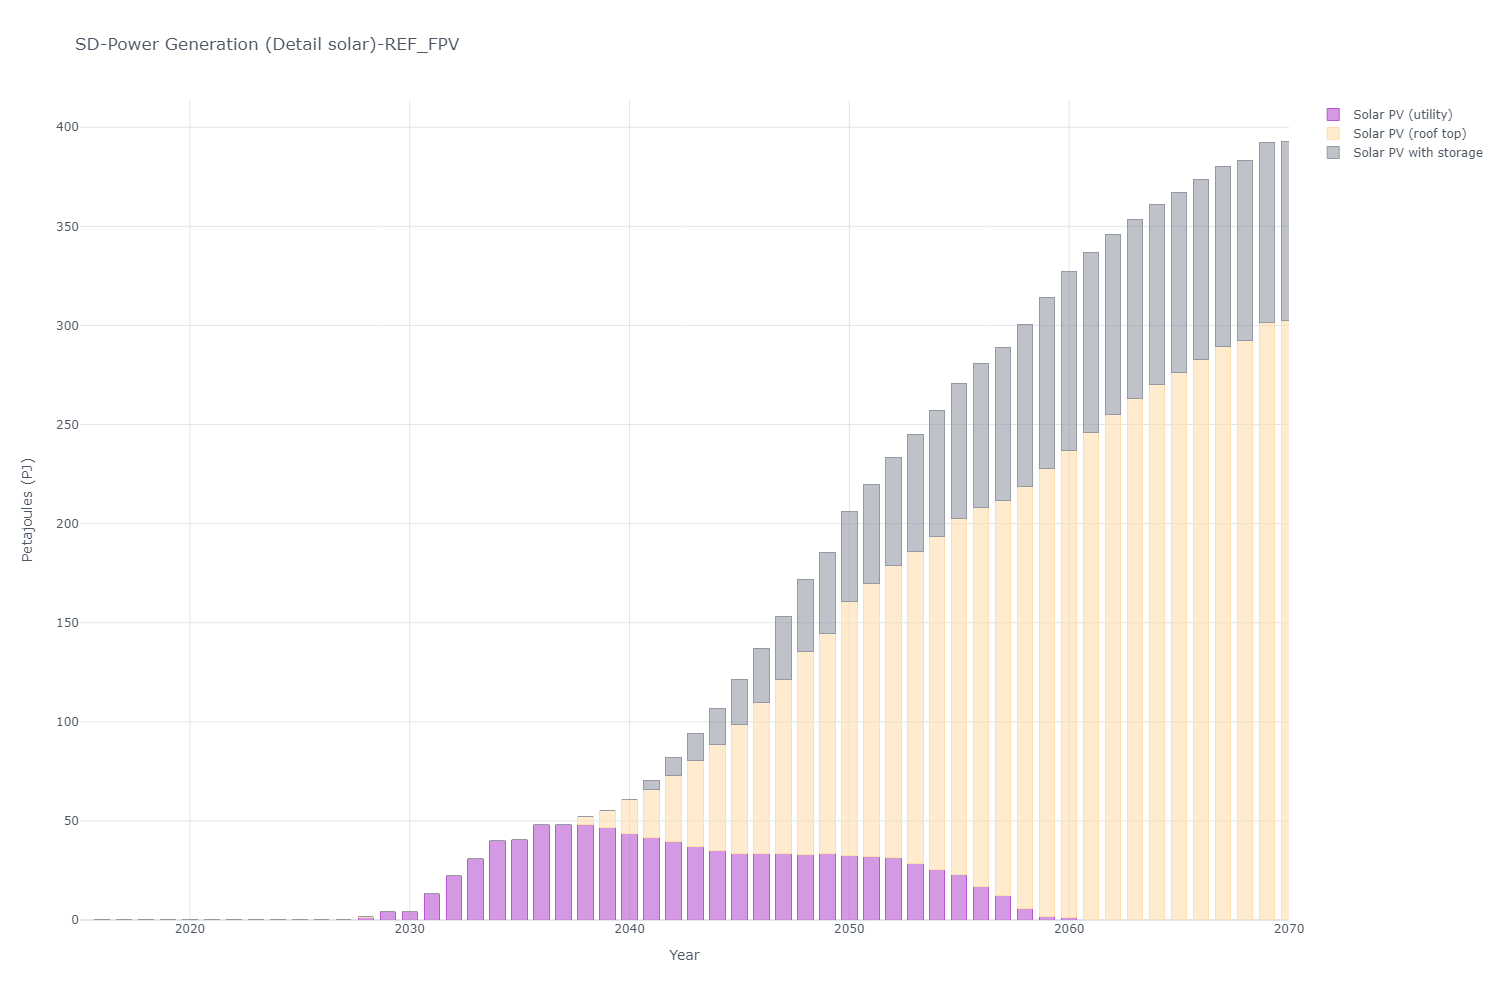 SD-Power Generation (Detail solar)-REF_FPV
Solar PV (utility)
Solar PV (roof top)
Solar PV with storage
Petajoules (PJ)
400
350
300
250
200
150
100
50
0
2020
2030
2040
2050
2060
2070
Year